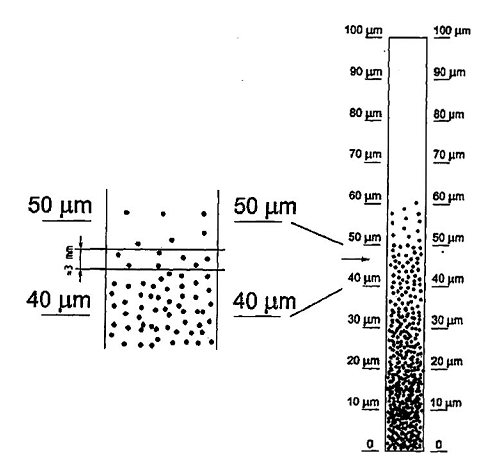 100 µm 100 µm
90 µm 90 µm
80 µm 80 µm
70 µm 70 µm
60 µm 60 µm
50 µm 50 µm
40 µm 40 µm
30 µm 30 µm
20 µm 20 µm
10 µm 10 µm
0 0
50 µm 50 µm
≈3 mm
40 µm 40 µm